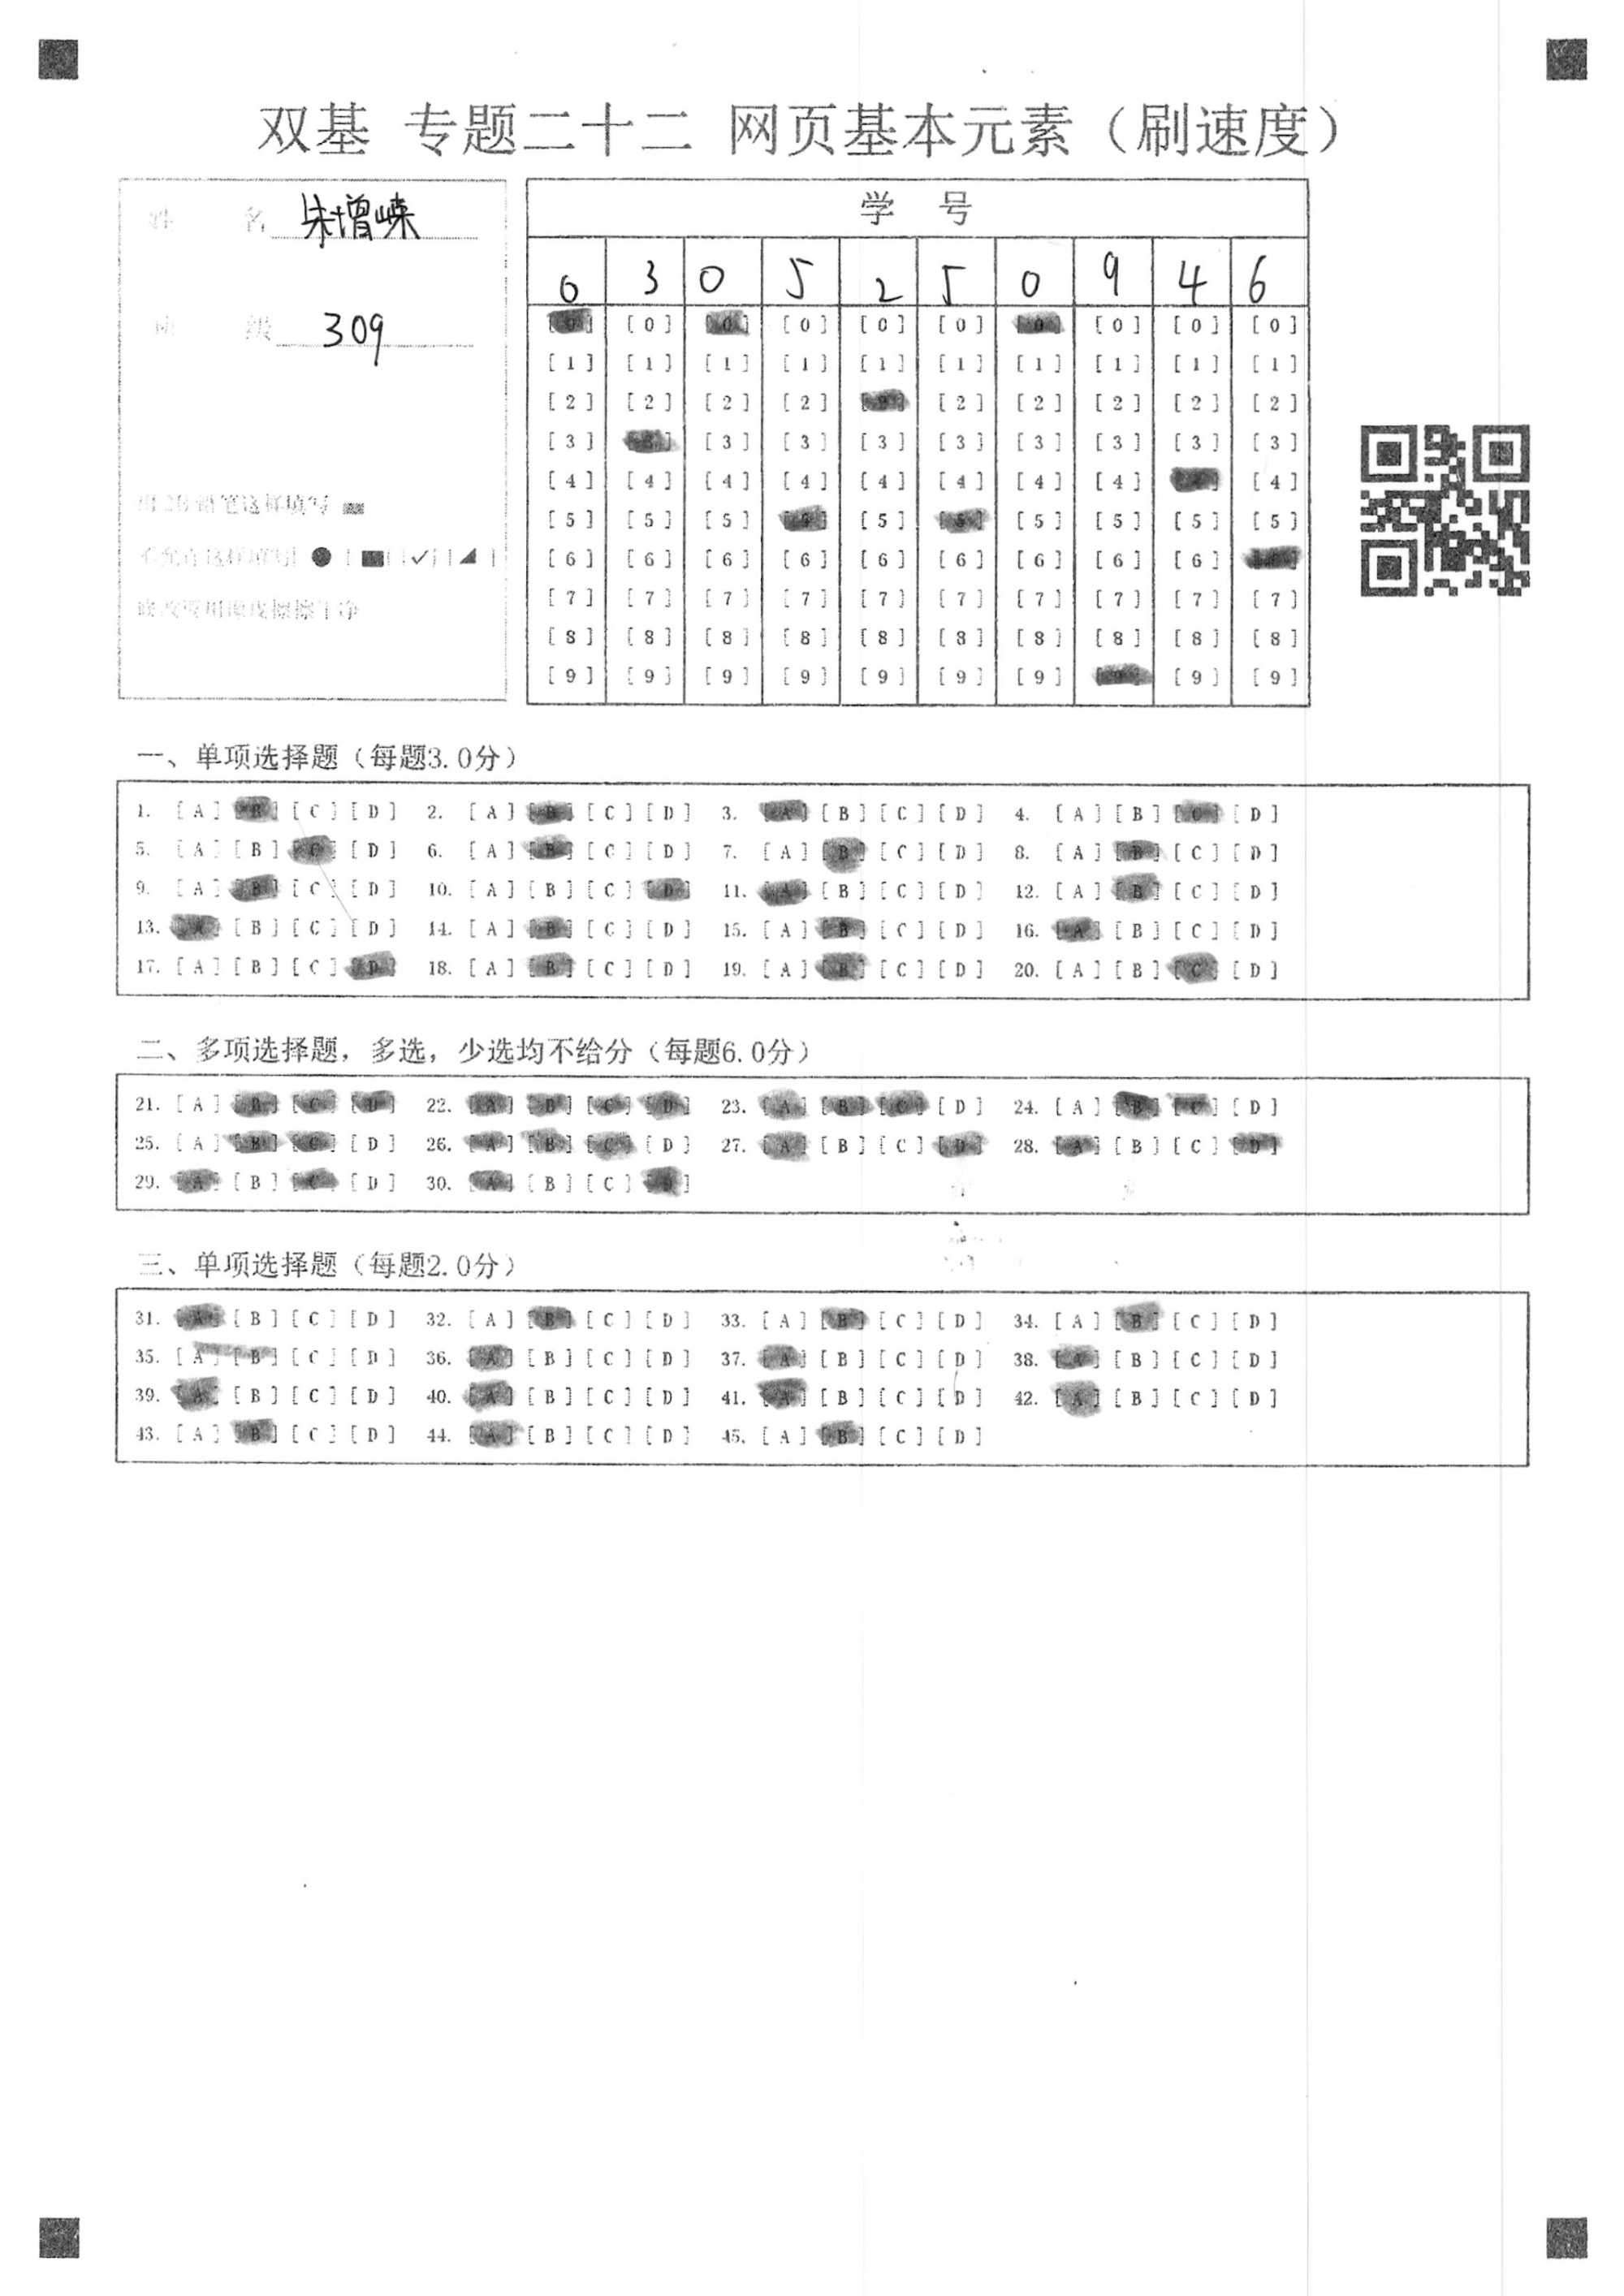 双基 专题二十二 网页基本元素（刷速度）
姓 名 朱增嵘
班 级 309
用2B铅笔这样填写
不允许这样填写
修改要用橡皮擦擦干净
学 号
0 3 0 5 2 5 0 9 4 6
[0] [0] [0] [0] [0] [0] [0] [0] [0] [0]
[1] [1] [1] [1] [1] [1] [1] [1] [1] [1]
[2] [2] [2] [2] [2] [2] [2] [2] [2] [2]
[3] [3] [3] [3] [3] [3] [3] [3] [3] [3]
[4] [4] [4] [4] [4] [4] [4] [4] [4] [4]
[5] [5] [5] [5] [5] [5] [5] [5] [5] [5]
[6] [6] [6] [6] [6] [6] [6] [6] [6] [6]
[7] [7] [7] [7] [7] [7] [7] [7] [7] [7]
[8] [8] [8] [8] [8] [8] [8] [8] [8] [8]
[9] [9] [9] [9] [9] [9] [9] [9] [9] [9]
一、单项选择题（每题3.0分）
1. [A] [B] [C] [D] 2. [A] [B] [C] [D] 3. [A] [B] [C] [D] 4. [A] [B] [C] [D]
5. [A] [B] [C] [D] 6. [A] [B] [C] [D] 7. [A] [B] [C] [D] 8. [A] [B] [C] [D]
9. [A] [B] [C] [D] 10. [A] [B] [C] [D] 11. [A] [B] [C] [D] 12. [A] [B] [C] [D]
13. [A] [B] [C] [D] 14. [A] [B] [C] [D] 15. [A] [B] [C] [D] 16. [A] [B] [C] [D]
17. [A] [B] [C] [D] 18. [A] [B] [C] [D] 19. [A] [B] [C] [D] 20. [A] [B] [C] [D]
二、多项选择题，多选，少选均不给分（每题6.0分）
21. [A] [B] [C] [D] 22. [A] [B] [C] [D] 23. [A] [B] [C] [D] 24. [A] [B] [C] [D]
25. [A] [B] [C] [D] 26. [A] [B] [C] [D] 27. [A] [B] [C] [D] 28. [A] [B] [C] [D]
29. [A] [B] [C] [D] 30. [A] [B] [C] [D]
三、单项选择题（每题2.0分）
31. [A] [B] [C] [D] 32. [A] [B] [C] [D] 33. [A] [B] [C] [D] 34. [A] [B] [C] [D]
35. [A] [B] [C] [D] 36. [A] [B] [C] [D] 37. [A] [B] [C] [D] 38. [A] [B] [C] [D]
39. [A] [B] [C] [D] 40. [A] [B] [C] [D] 41. [A] [B] [C] [D] 42. [A] [B] [C] [D]
43. [A] [B] [C] [D] 44. [A] [B] [C] [D] 45. [A] [B] [C] [D]